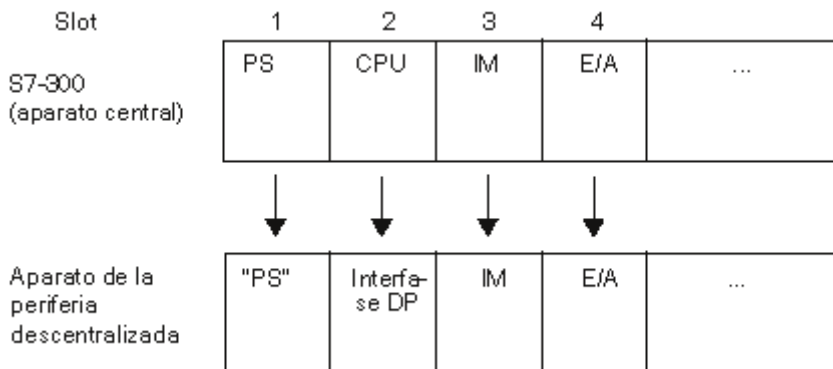 Slot 1 2 3 4
PS CPU IM E/A ...
S7-300
(aparato central)
"PS" Interfa- IM E/A ...
se DP
Aparato de la
periferia
descentralizada